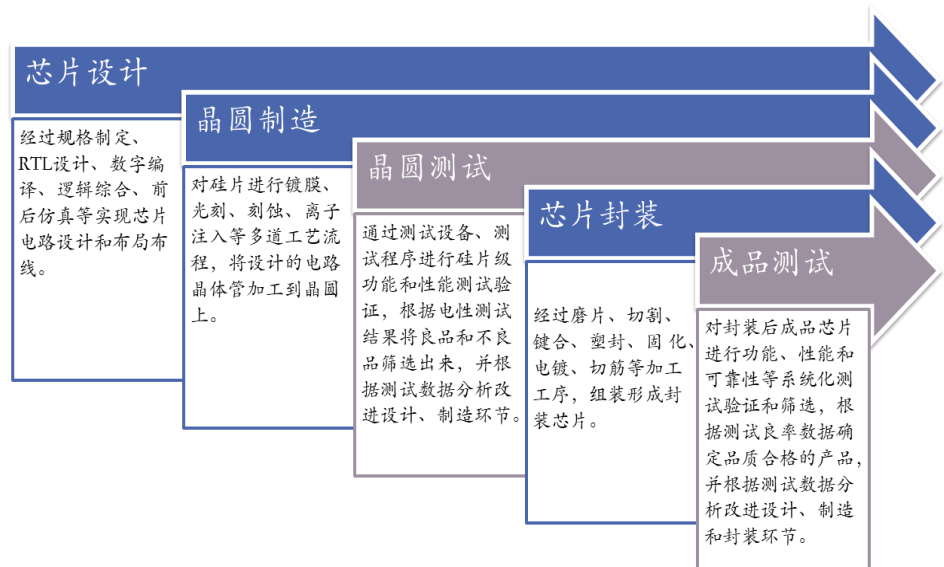 芯片设计
经过规格制定、
RTL设计、数字编
译、逻辑综合、前
后仿真等实现芯片
电路设计和布局布
线。
晶圆制造
对硅片进行镀膜、
光刻、刻蚀、离子
注入等多道工艺流
程，将设计的电路
晶体管加工到晶圆
上。
晶圆测试
通过测试设备、测
试程序进行硅片级
功能和性能测试验
证，根据电性测试
结果将良品和不良
品筛选出来，并根
据测试数据分析改
进设计、制造环节。
芯片封装
经过磨片、切割、
键合、塑封、固 化、
电镀、切筋等加工
工序，组装形成封
装芯片。
成品测试
对封装后成品芯片
进行功能、性能和
可靠性等系统化测
试验证和筛选，根
据测试良率数据确
定品质合格的产品，
并根据测试数据分
析改进设计、制造
和封装环节。